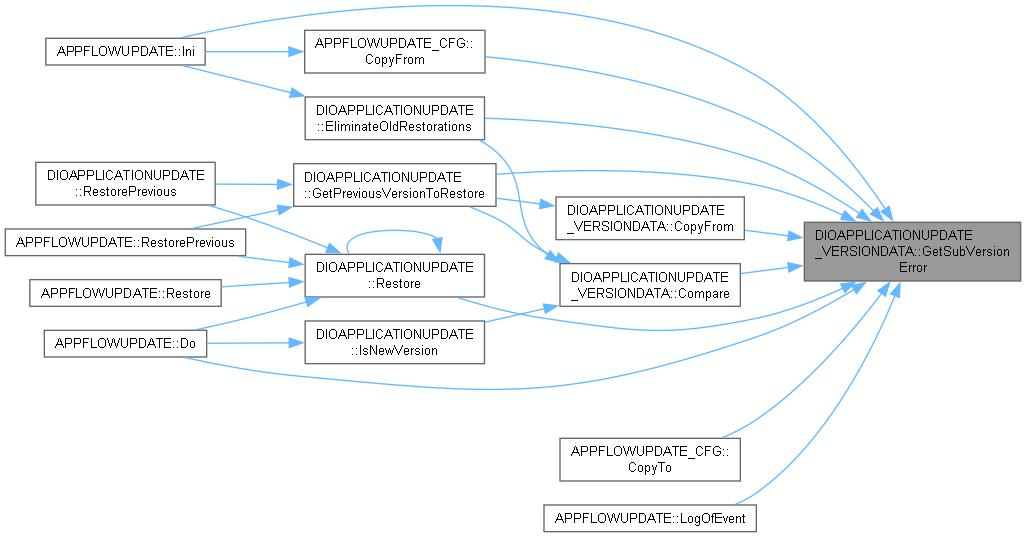 APPFLOWUPDATE::Ini
APPFLOWUPDATE_CFG::
CopyFrom
DIOAPPLICATIONUPDATE
::EliminateOldRestorations
DIOAPPLICATIONUPDATE
::RestorePrevious
DIOAPPLICATIONUPDATE
::GetPreviousVersionToRestore
DIOAPPLICATIONUPDATE
_VERSIONDATA::CopyFrom
APPFLOWUPDATE::RestorePrevious
DIOAPPLICATIONUPDATE
_VERSIONDATA::GetSubVersion
Error
DIOAPPLICATIONUPDATE
::Restore
DIOAPPLICATIONUPDATE
_VERSIONDATA::Compare
APPFLOWUPDATE::Restore
APPFLOWUPDATE::Do
DIOAPPLICATIONUPDATE
::IsNewVersion
APPFLOWUPDATE_CFG::
CopyTo
APPFLOWUPDATE::LogOfEvent